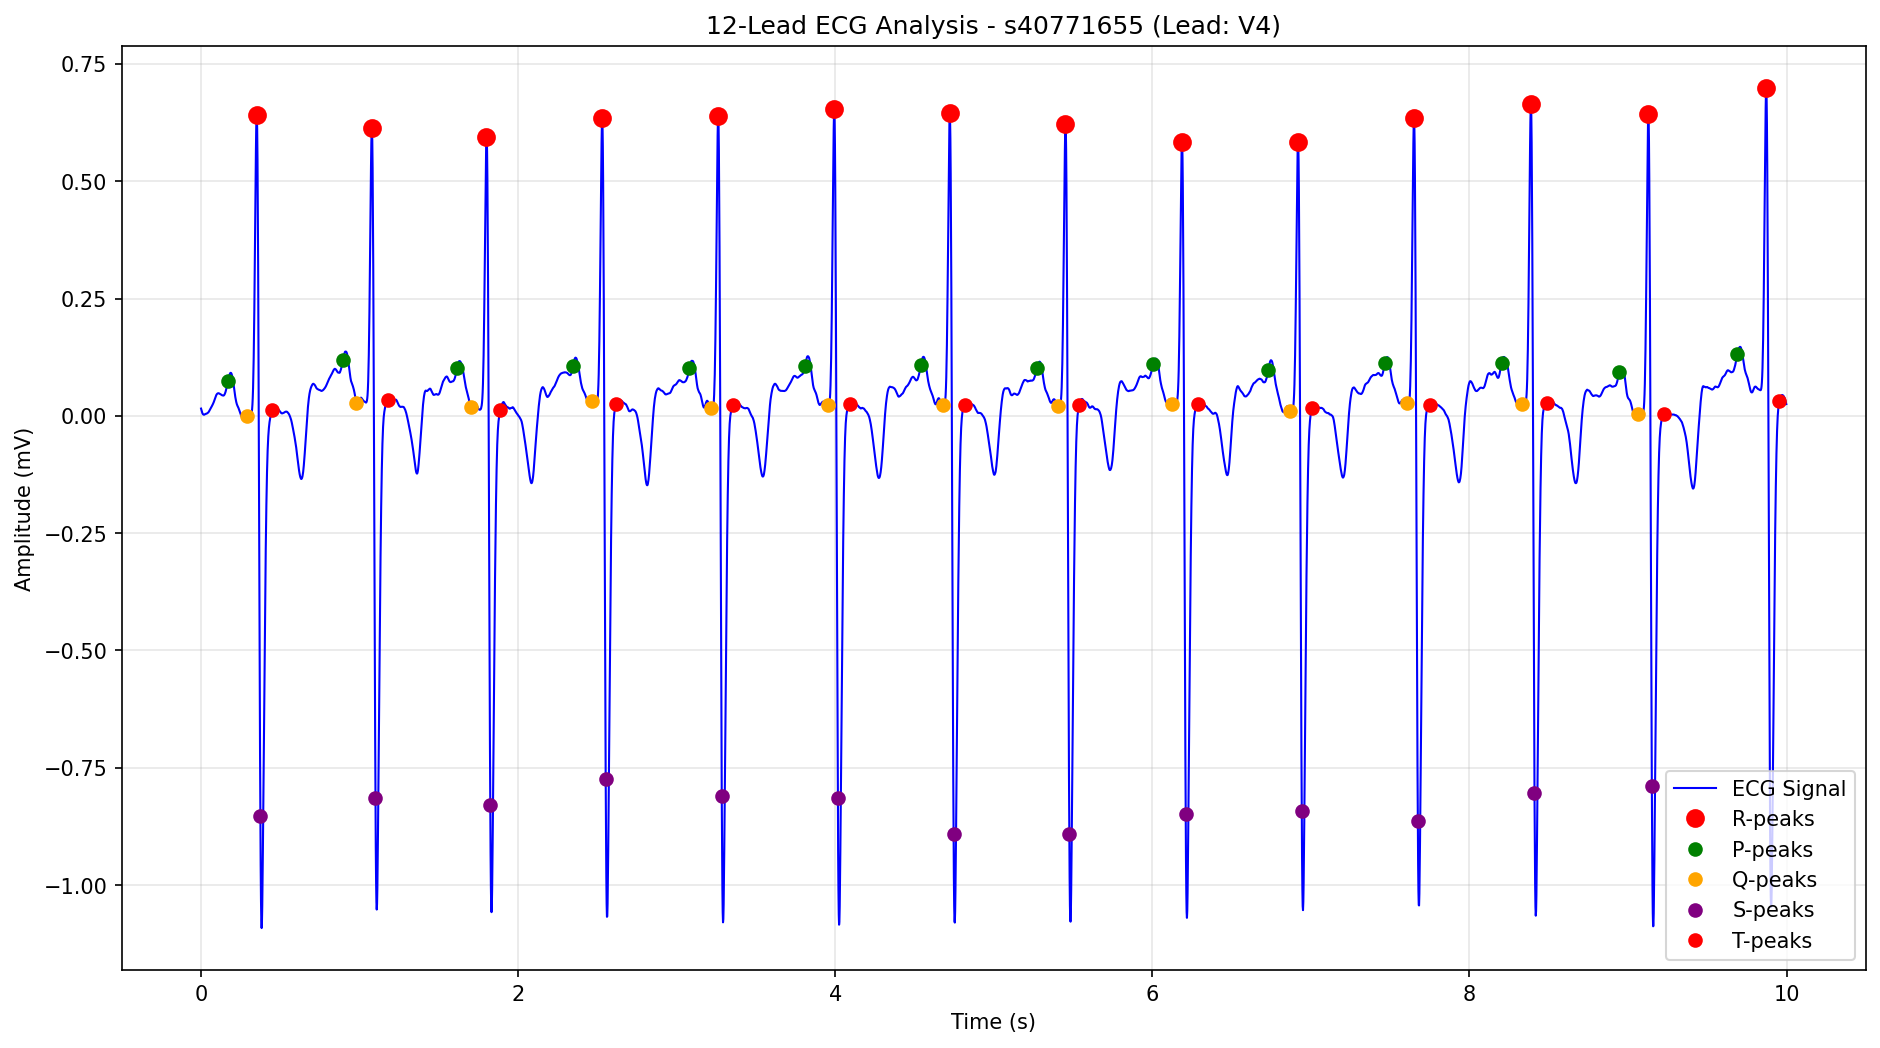 12-Lead ECG Analysis - s40771655 (Lead: V4)
Amplitude (mV)
0.75
0.50
0.25
0.00
−0.25
−0.50
−0.75
−1.00
0
2
4
6
8
10
Time (s)
ECG Signal
R-peaks
P-peaks
Q-peaks
S-peaks
T-peaks